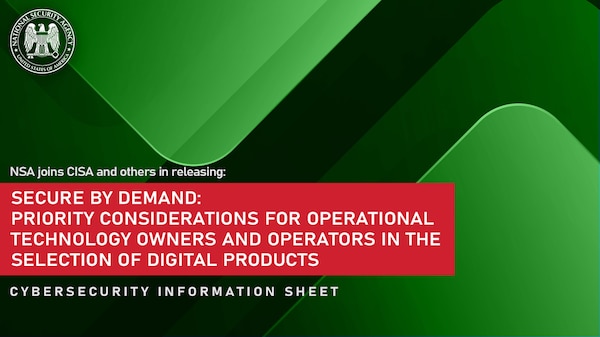 NATIONAL SECURITY AGENCY
UNITED STATES OF AMERICA
NSA joins CISA and others in releasing:
SECURE BY DEMAND:
PRIORITY CONSIDERATIONS FOR OPERATIONAL
TECHNOLOGY OWNERS AND OPERATORS IN THE
SELECTION OF DIGITAL PRODUCTS
CYBERSECURITY INFORMATION SHEET